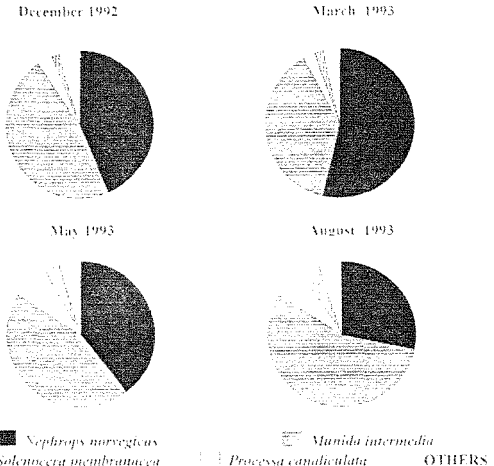 December 1992 March 1993
May 1993 August 1993
Nephrops norvegicus Munida intermedia
Solenocera membranacea Processa canaliculata OTHERS